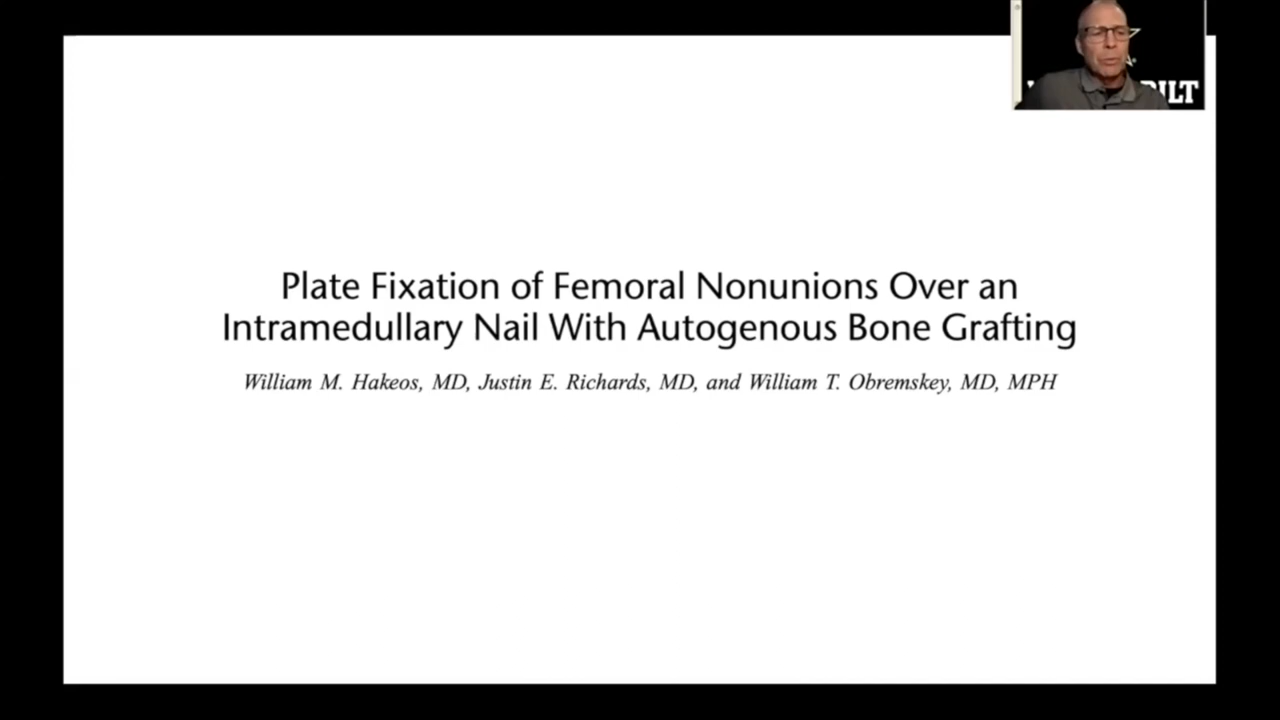 Plate Fixation of Femoral Nonunions Over an
Intramedullary Nail With Autogenous Bone Grafting
William M. Hakeos, MD, Justin E. Richards, MD, and William T. Obremskey, MD, MPH